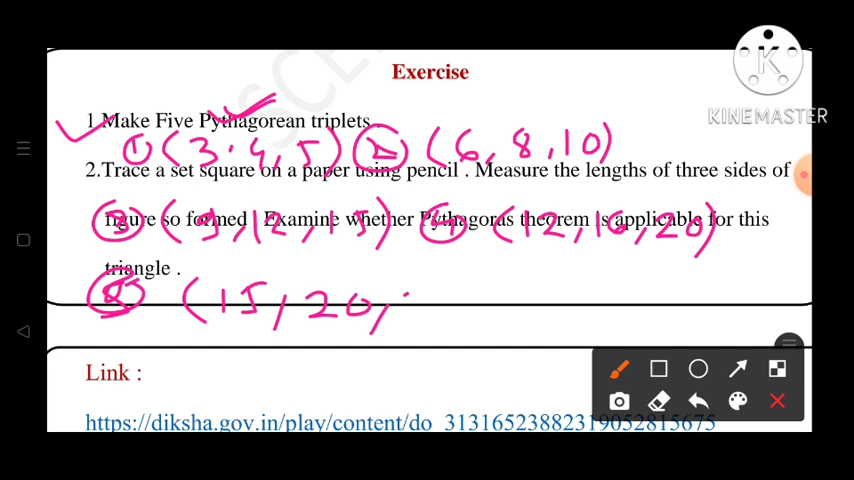 Exercise
K
KINEMASTER
1.Make Five Pythagorean triplets .
① (3, 4, 5) ② (6, 8, 10)
2.Trace a set square on a paper using pencil . Measure the lengths of three sides of
figure so formed . Examine whether Pythagoras theorem is applicable for this
③ (9, 12, 15) ④ (12, 16, 20)
triangle .
⑤ (15, 20,
Link :
https://diksha.gov.in/play/content/do_31316523882319052815675